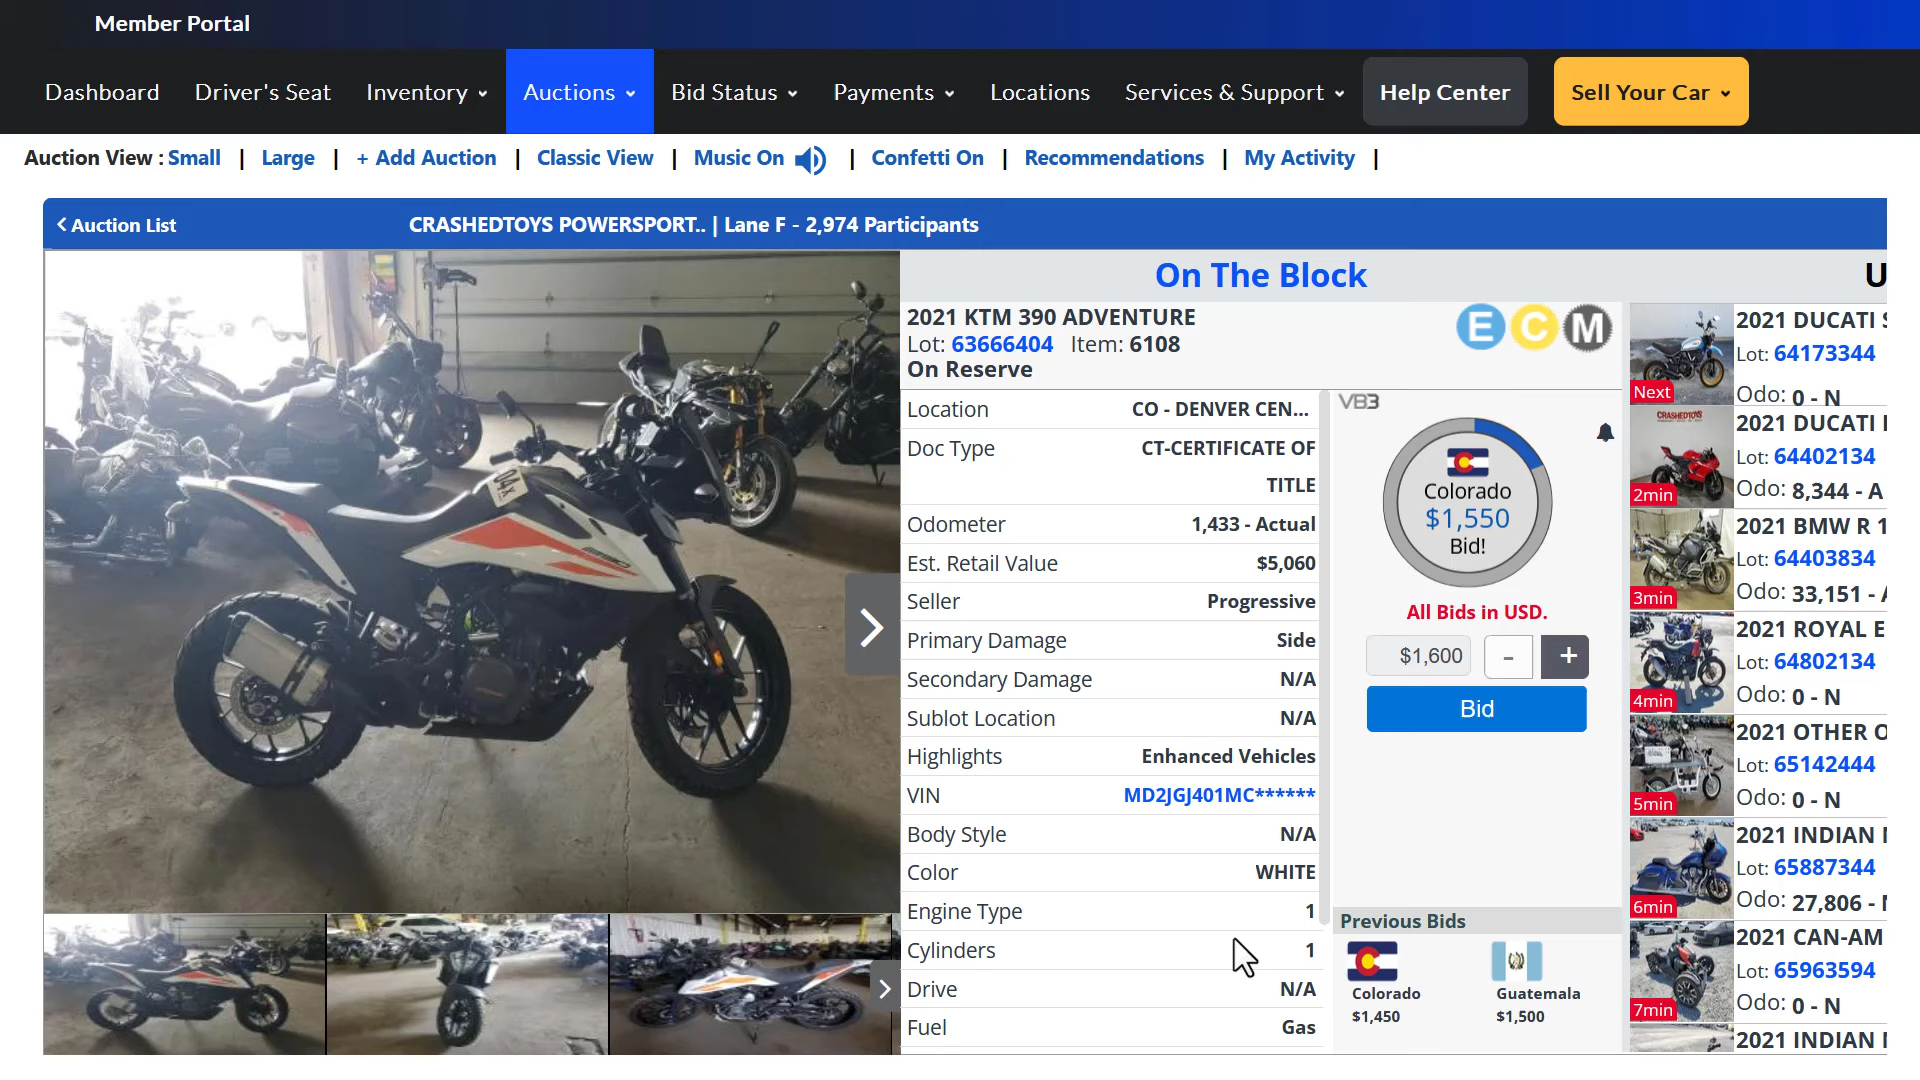 Member Portal
Dashboard Driver's Seat Inventory Auctions Bid Status Payments Locations Services & Support Help Center Sell Your Car
Auction View : Small | Large | + Add Auction | Classic View | Music On | Confetti On | Recommendations | My Activity |
Auction List CRASHEDTOYS POWERSPORT.. | Lane F - 2,974 Participants
On The Block
2021 KTM 390 ADVENTURE
Lot: 63666404 Item: 6108
On Reserve
E C M
Location CO - DENVER CEN...
Doc Type CT-CERTIFICATE OF
TITLE
Odometer 1,433 - Actual
Est. Retail Value $5,060
Seller Progressive
Primary Damage Side
Secondary Damage N/A
Sublot Location N/A
Highlights Enhanced Vehicles
VIN MD2JGJ401MC******
Body Style N/A
Color WHITE
Engine Type 1
Cylinders 1
Drive N/A
Fuel Gas
VB3
Colorado
$1,550
Bid!
All Bids in USD.
$1,600 - +
Bid
Previous Bids
Colorado
$1,450
Guatemala
$1,500
U
2021 DUCATI S
Lot: 64173344
Odo: 0 - N
Next
2021 DUCATI
Lot: 64402134
Odo: 8,344 - A
2min
CRASHEDTOYS
2021 BMW R 1
Lot: 64403834
Odo: 33,151 - A
3min
2021 ROYAL E
Lot: 64802134
Odo: 0 - N
4min
2021 OTHER O
Lot: 65142444
Odo: 0 - N
5min
2021 INDIAN
Lot: 65887344
Odo: 27,806 -
6min
2021 CAN-AM
Lot: 65963594
Odo: 0 - N
7min
2021 INDIAN